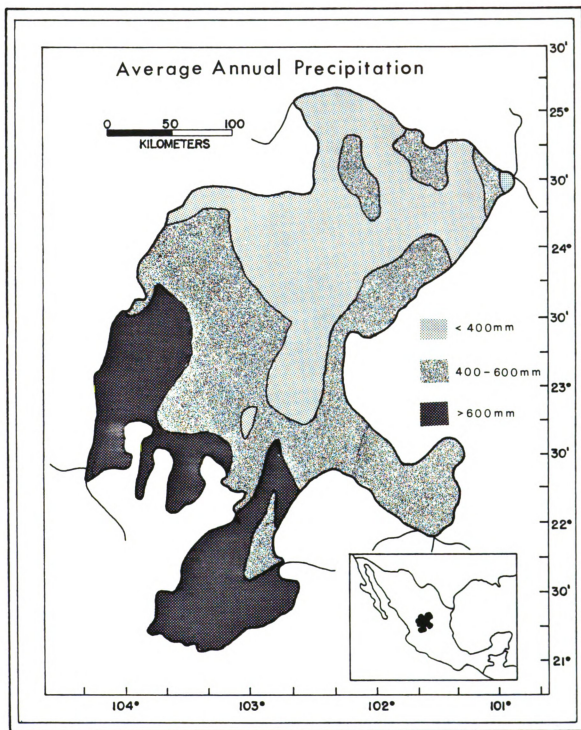 Average Annual Precipitation
0 50 100
KILOMETERS
30'
25°
30'
24°
30'
23°
30'
22°
30'
21°
< 400mm
400-600mm
>600mm
104° 103° 102° 101°